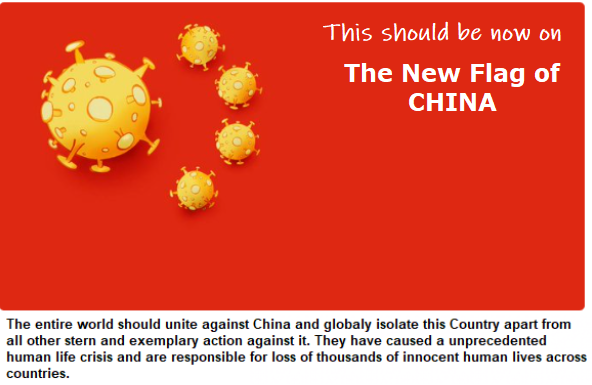 This should be now on
The New Flag of
CHINA
The entire world should unite against China and globaly isolate this Country apart from
all other stern and exemplary action against it. They have caused a unprecedented
human life crisis and are responsible for loss of thousands of innocent human lives across
countries.